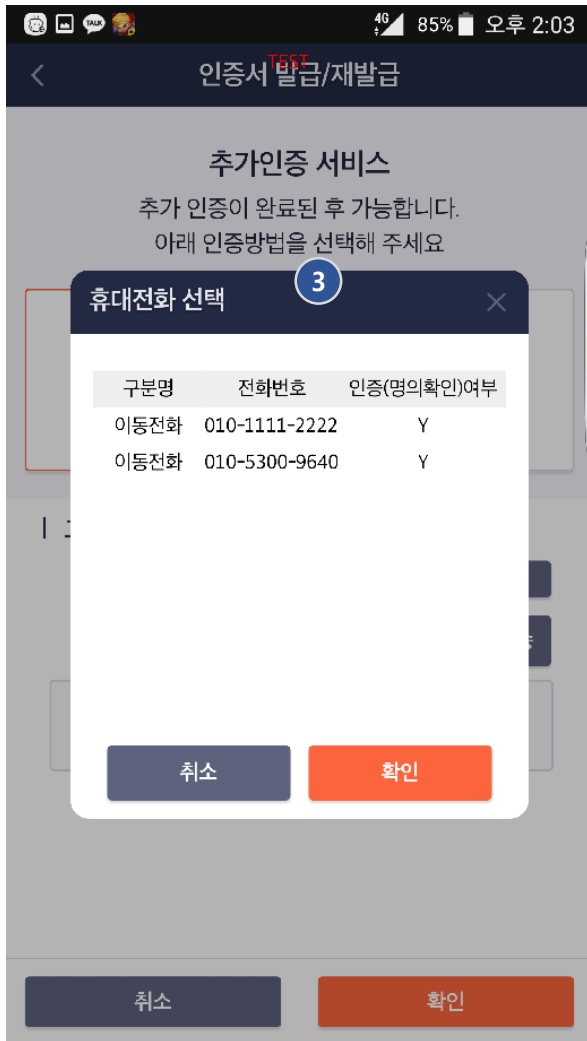 TALK 4G 85% 오후 2:03
인증서 발급/재발급
TEST
추가인증 서비스
추가 인증이 완료된 후 가능합니다.
아래 인증방법을 선택해 주세요
3
휴대전화 선택
구분명 전화번호 인증(명의확인)여부
이동전화 010-1111-2222 Y
이동전화 010-5300-9640 Y
취소 확인
취소 확인